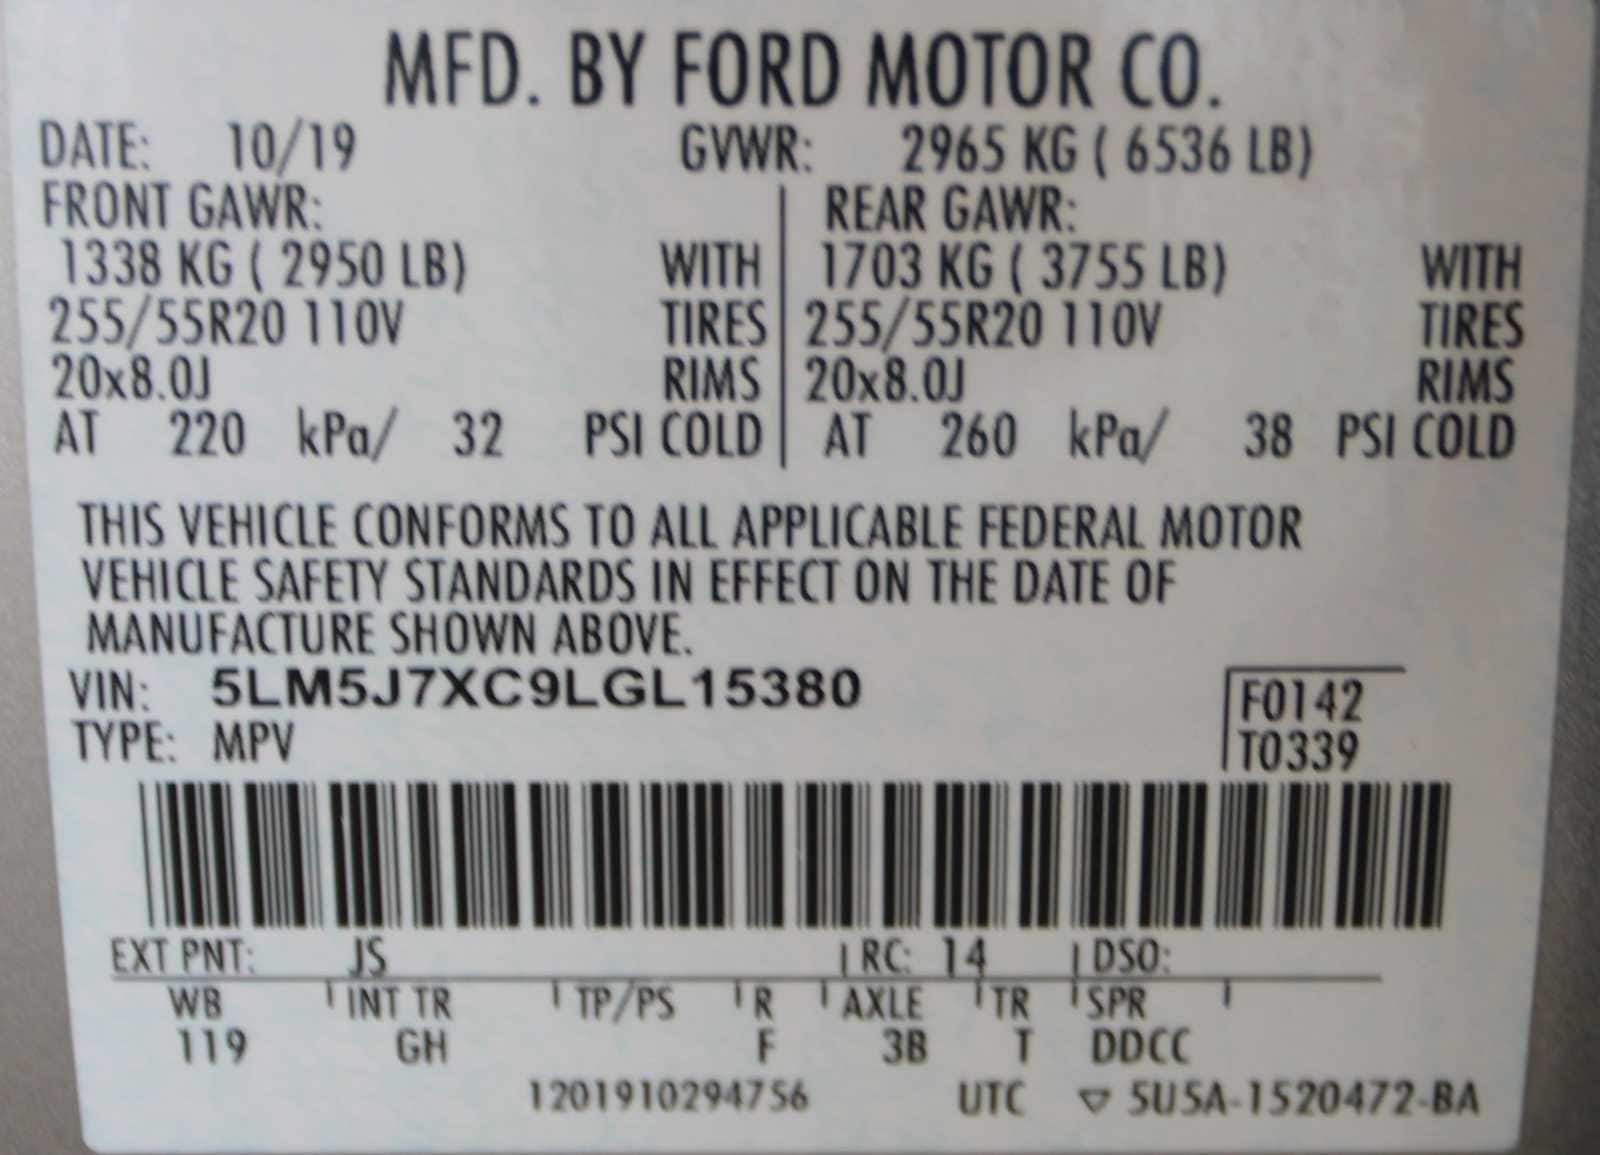 MFD. BY FORD MOTOR CO.
DATE: 10/19 GVWR: 2965 KG ( 6536 LB)
FRONT GAWR: REAR GAWR:
1338 KG ( 2950 LB) WITH 1703 KG ( 3755 LB) WITH
255/55R20 110V TIRES 255/55R20 110V TIRES
20x8.0J RIMS 20x8.0J RIMS
AT 220 kPa/ 32 PSI COLD AT 260 kPa/ 38 PSI COLD
THIS VEHICLE CONFORMS TO ALL APPLICABLE FEDERAL MOTOR
VEHICLE SAFETY STANDARDS IN EFFECT ON THE DATE OF
MANUFACTURE SHOWN ABOVE.
VIN: 5LM5J7XC9LGL15380 F0142
TYPE: MPV T0339
EXT PNT: JS RC: 14 DSO:
WB INT TR TP/PS R AXLE TR SPR
119 GH F 3B T DDCC
1201910294756 UTC ▽ 5U5A-1520472-BA